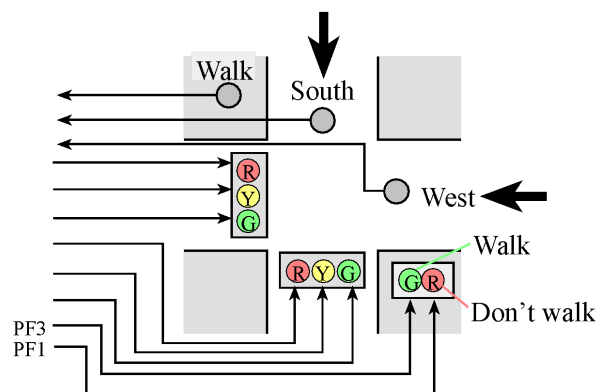 Walk
South
R
Y
G
West
R Y G
Walk
G R
Don't walk
PF3
PF1